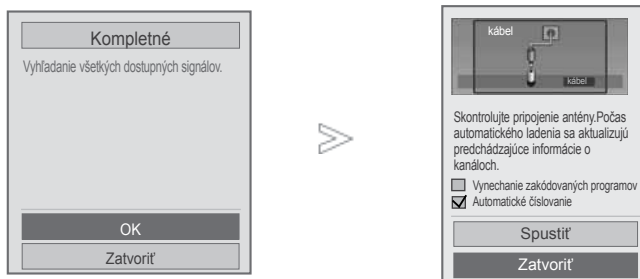 Kompletné
Vyhľadanie všetkých dostupných signálov.
OK
Zatvoriť
kábel
kábel
Skontrolujte pripojenie antény.Počas
automatického ladenia sa aktualizujú
predchádzajúce informácie o
kanáloch.
Vynechanie zakódovaných programov
Automatické číslovanie
Spustiť
Zatvoriť